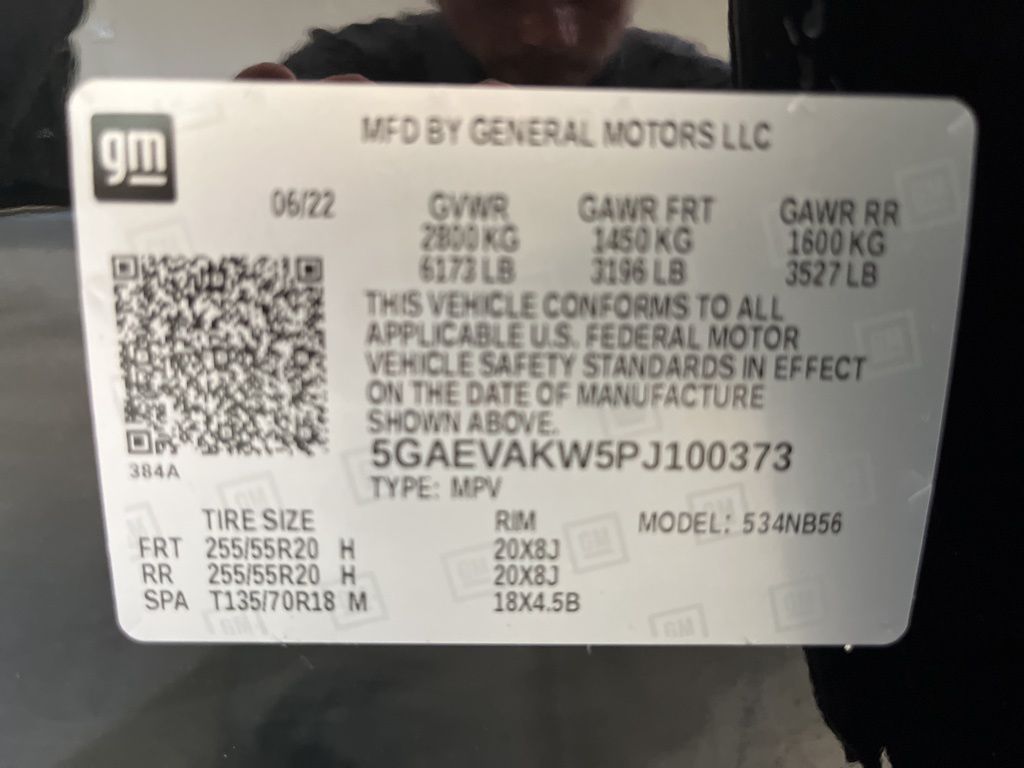 gm
MFD BY GENERAL MOTORS LLC
06/22 GVWR GAWR FRT GAWR RR
2800 KG 1450 KG 1600 KG
6173 LB 3196 LB 3527 LB
THIS VEHICLE CONFORMS TO ALL
APPLICABLE U.S. FEDERAL MOTOR
VEHICLE SAFETY STANDARDS IN EFFECT
ON THE DATE OF MANUFACTURE
SHOWN ABOVE.
5GAEVAKW5PJ100373
384A
TYPE: MPV
TIRE SIZE RIM MODEL: 534NB56
FRT 255/55R20 H 20X8J
RR 255/55R20 H 20X8J
SPA T135/70R18 M 18X4.5B